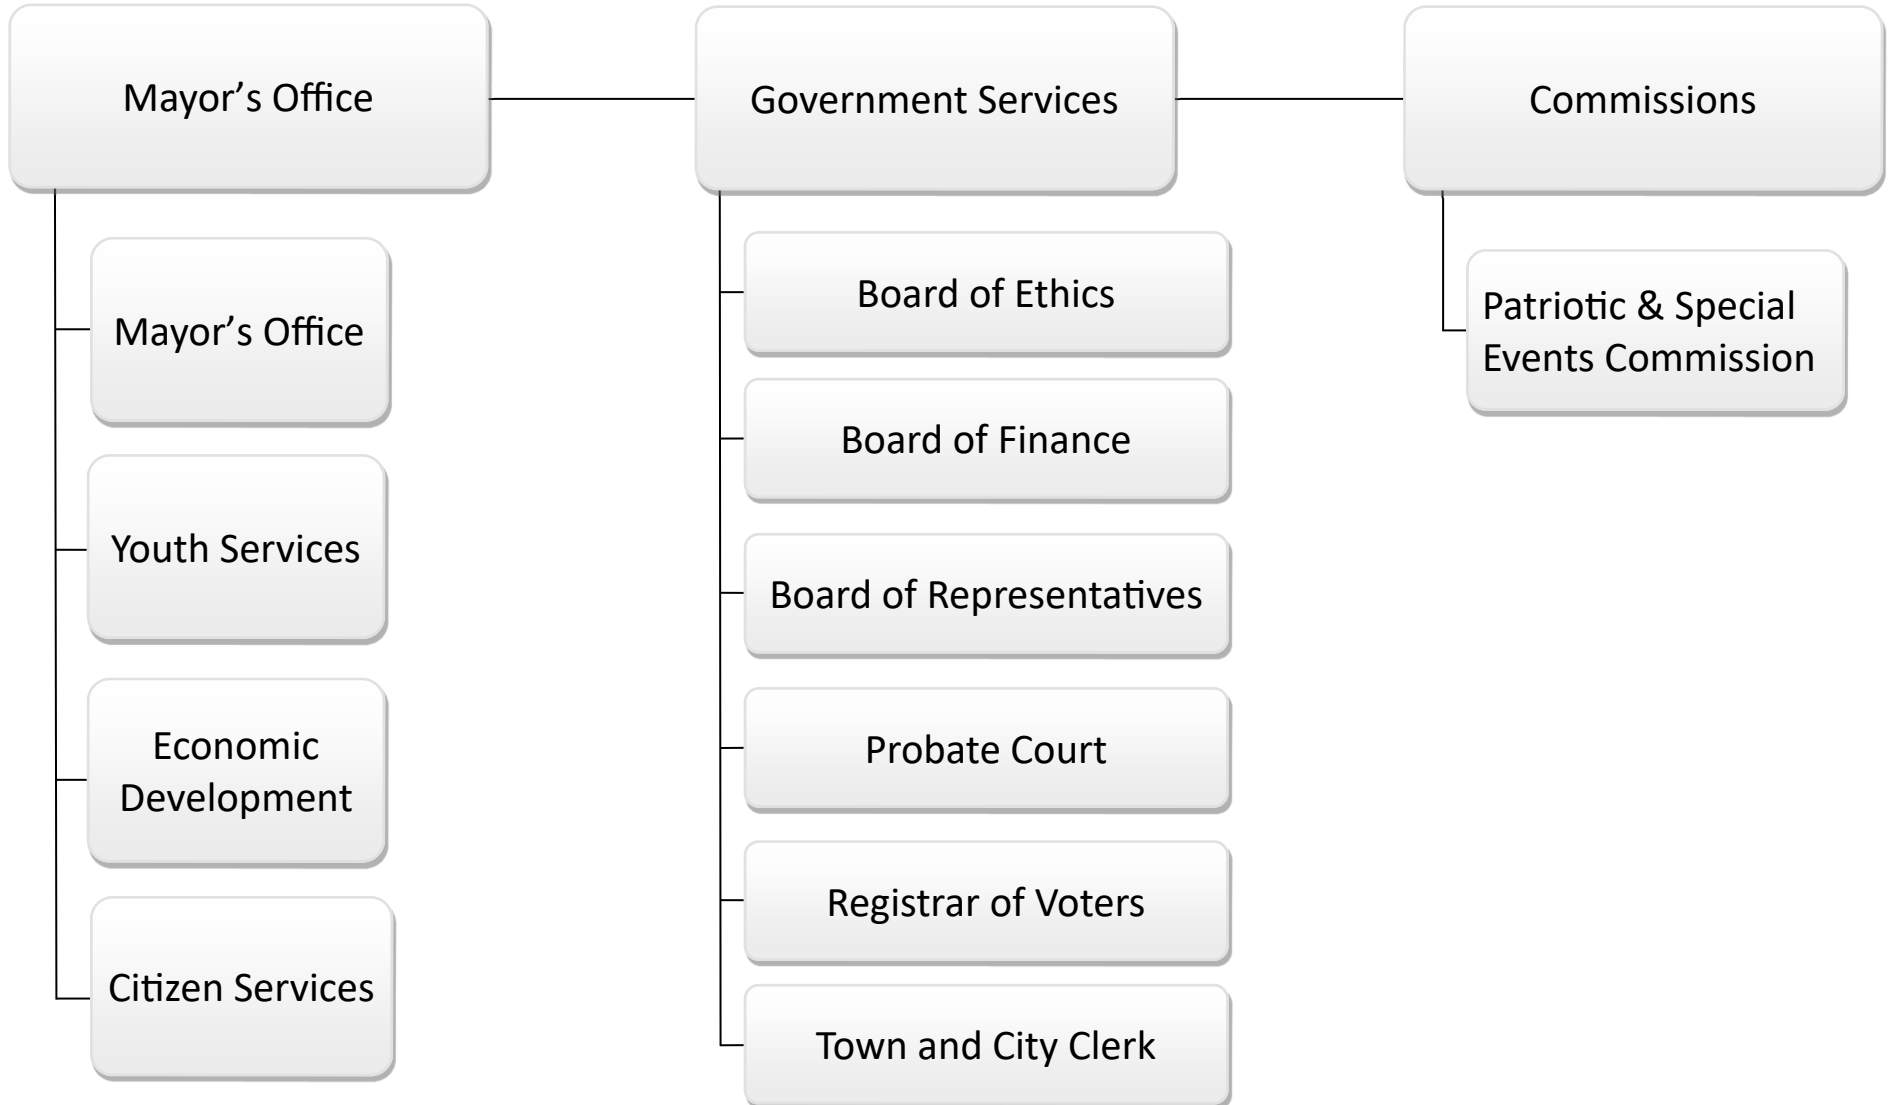 Mayor’s Office
Government Services
Commissions
Mayor’s Office
Youth Services
Economic
Development
Citizen Services
Board of Ethics
Board of Finance
Board of Representatives
Probate Court
Registrar of Voters
Town and City Clerk
Patriotic & Special
Events Commission